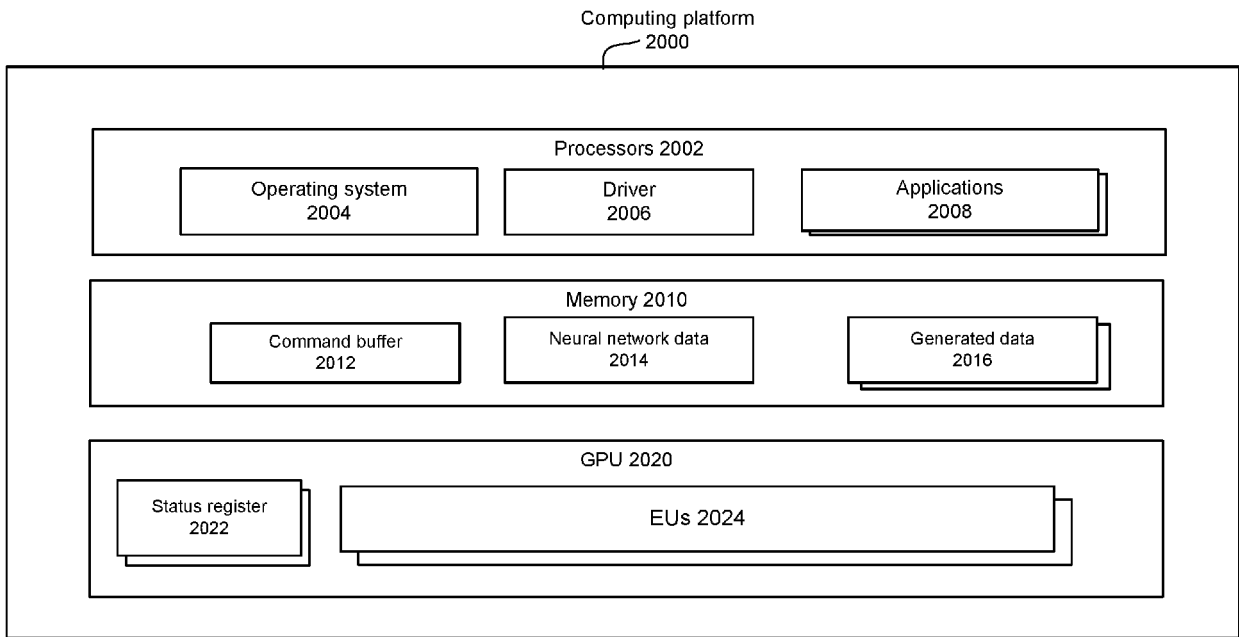 Computing platform
2000
Processors 2002
Operating system
2004
Driver
2006
Applications
2008
Memory 2010
Command buffer
2012
Neural network data
2014
Generated data
2016
GPU 2020
Status register
2022
EUs 2024